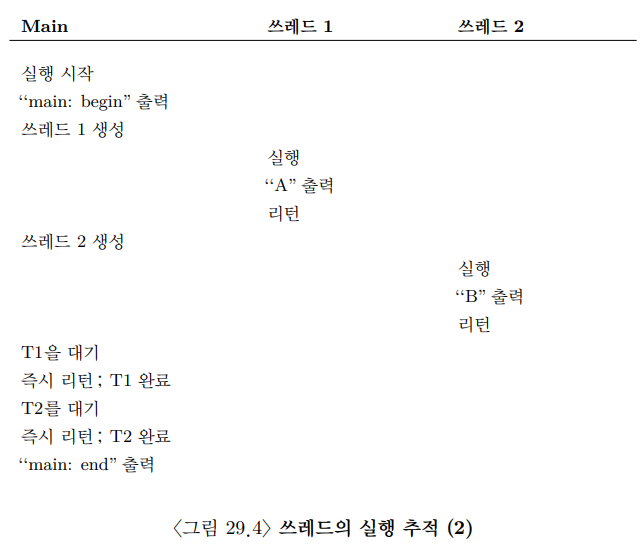 Main 쓰레드 1 쓰레드 2
실행 시작
“main: begin” 출력
쓰레드 1 생성
실행
“A” 출력
리턴
쓰레드 2 생성
실행
“B” 출력
리턴
T1을 대기
즉시 리턴; T1 완료
T2를 대기
즉시 리턴; T2 완료
“main: end” 출력
〈그림 29.4〉 쓰레드의 실행 추적 (2)